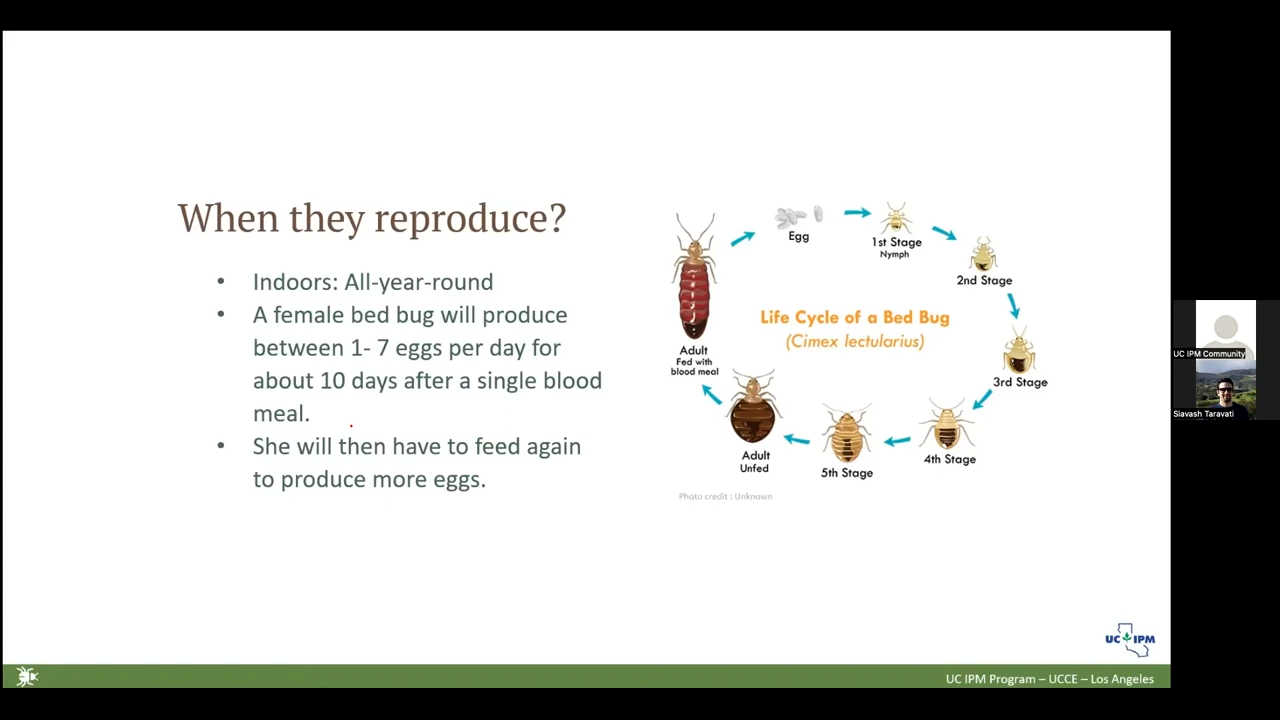 When they reproduce?
• Indoors: All-year-round
• A female bed bug will produce
between 1- 7 eggs per day for
about 10 days after a single blood
meal.
• She will then have to feed again
to produce more eggs.
Egg
1st Stage
Nymph
2nd Stage
3rd Stage
4th Stage
5th Stage
Adult
Unfed
Adult
Fed with
blood meal
Life Cycle of a Bed Bug
(Cimex lectularius)
Photo credit : Unknown
UC IPM
UC IPM Program – UCCE – Los Angeles
UC IPM Community
Siavash Taravati